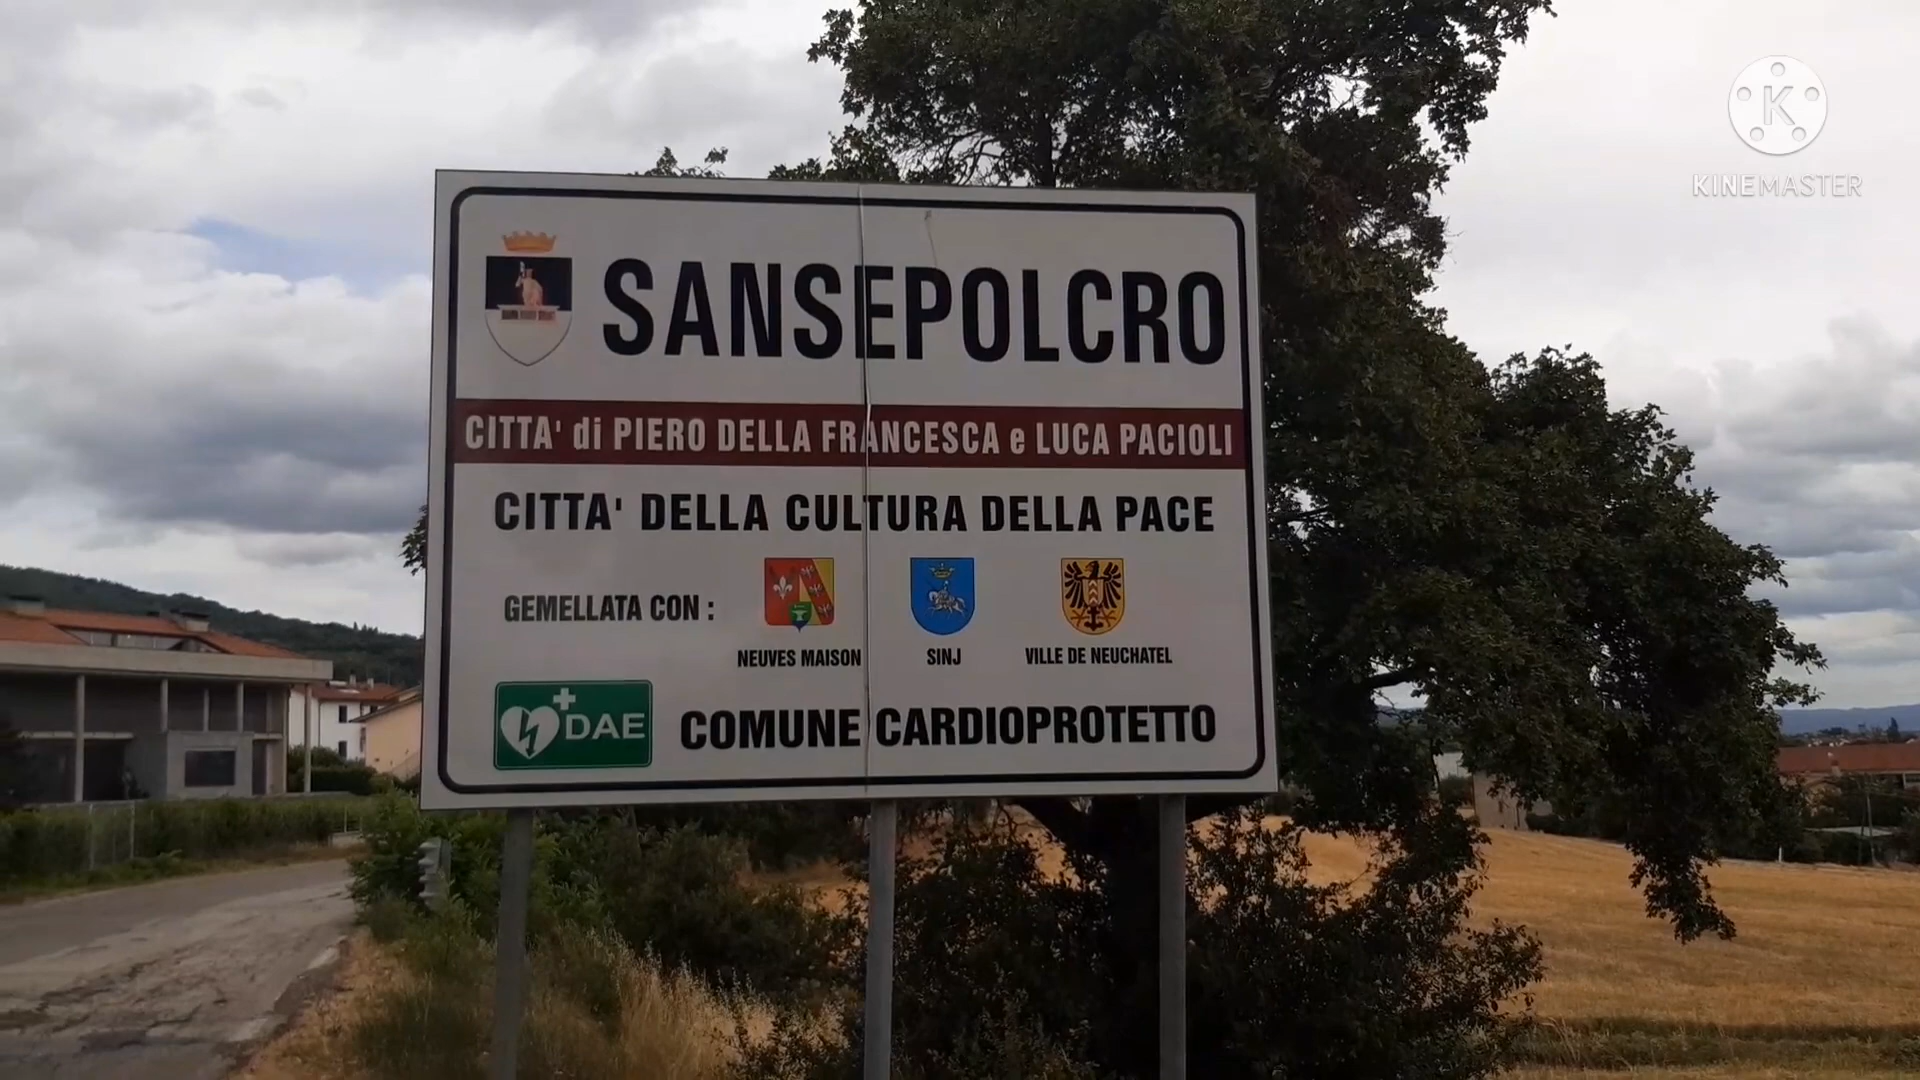 KINEMASTER
SANSEPOLCRO
CITTA' di PIERO DELLA FRANCESCA e LUCA PACIOLI
CITTA' DELLA CULTURA DELLA PACE
GEMELLATA CON :
NEUVES MAISON SINJ VILLE DE NEUCHATEL
DAE COMUNE CARDIOPROTETTO